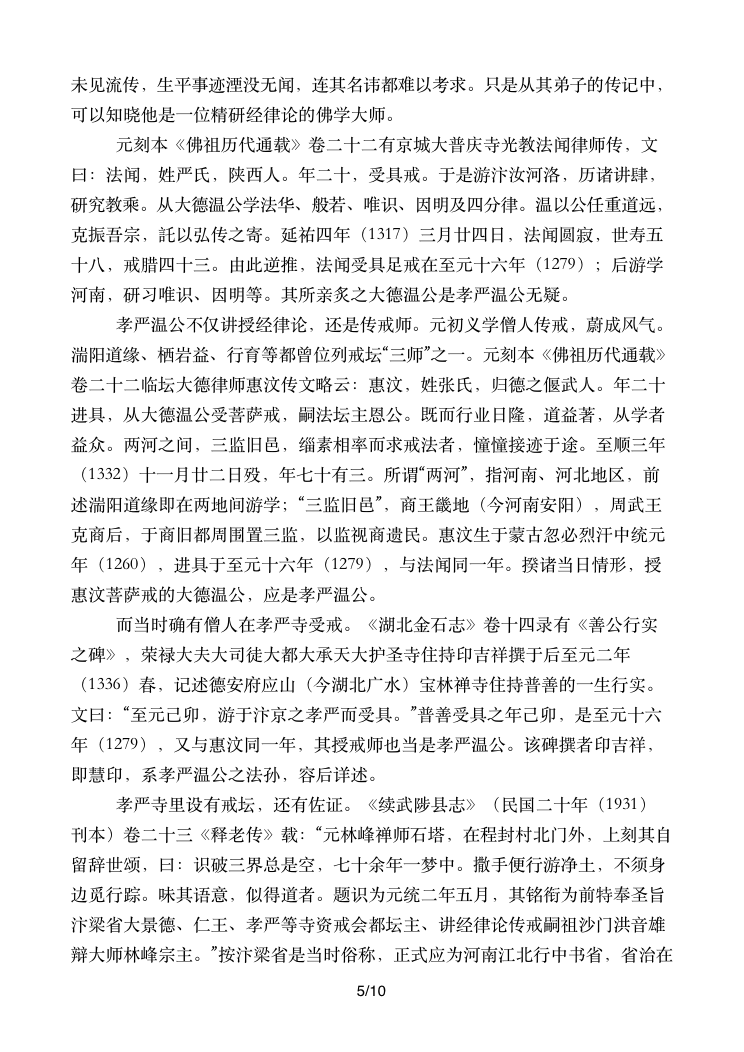 未见流传，生平事迹湮没无闻，连其名讳都难以考求。只是从其弟子的传记中，
可以知晓他是一位精研经律论的佛学大师。
元刻本《佛祖历代通载》卷二十二有京城大普庆寺光教法闻律师传，文
曰：法闻，姓严氏，陕西人。年二十，受具戒。于是游汴汝河洛，历诸讲肆，
研究教乘。从大德温公学法华、般若、唯识、因明及四分律。温以公任重道远，
克振吾宗，託以弘传之寄。延祐四年（1317）三月廿四日，法闻圆寂，世寿五
十八，戒腊四十三。由此逆推，法闻受具足戒在至元十六年（1279）；后游学
河南，研习唯识、因明等。其所亲炙之大德温公是孝严温公无疑。
孝严温公不仅讲授经律论，还是传戒师。元初义学僧人传戒，蔚成风气。
湍阳道缘、栖岩益、行育等都曾位列戒坛“三师”之一。元刻本《佛祖历代通载》
卷二十二临坛大德律师惠汶传文略云：惠汶，姓张氏，归德之偃武人。年二十
进具，从大德温公受菩萨戒，嗣法坛主恩公。既而行业日隆，道益著，从学者
益众。两河之间，三监旧邑，缁素相率而求戒法者，憧憧接迹于途。至顺三年
（1332）十一月廿二日殁，年七十有三。所谓“两河”，指河南、河北地区，前
述湍阳道缘即在两地间游学；“三监旧邑”，商王畿地（今河南安阳），周武王
克商后，于商旧都周围置三监，以监视商遗民。惠汶生于蒙古忽必烈汗中统元
年（1260），进具于至元十六年（1279），与法闻同一年。揆诸当日情形，授
惠汶菩萨戒的大德温公，应是孝严温公。
而当时确有僧人在孝严寺受戒。《湖北金石志》卷十四录有《善公行实
之碑》，荣禄大夫大司徒大都大承天大护圣寺住持印吉祥撰于后至元二年
（1336）春，记述德安府应山（今湖北广水）宝林禅寺住持普善的一生行实。
文曰：“至元己卯，游于汴京之孝严而受具。”普善受具之年己卯，是至元十六
年（1279），又与惠汶同一年，其授戒师也当是孝严温公。该碑撰者印吉祥，
即慧印，系孝严温公之法孙，容后详述。
孝严寺里设有戒坛，还有佐证。《续武陟县志》（民国二十年（1931）
刊本）卷二十三《释老传》载：“元林峰禅师石塔，在程封村北门外，上刻其自
留辞世颂，曰：识破三界总是空，七十余年一梦中。撒手便行游净土，不须身
边觅行踪。味其语意，似得道者。题识为元统二年五月，其铭衔为前特奉圣旨
汴梁省大景德、仁王、孝严等寺资戒会都坛主、讲经律论传戒嗣祖沙门洪音雄
辩大师林峰宗主。”按汴梁省是当时俗称，正式应为河南江北行中书省，省治在
5/10